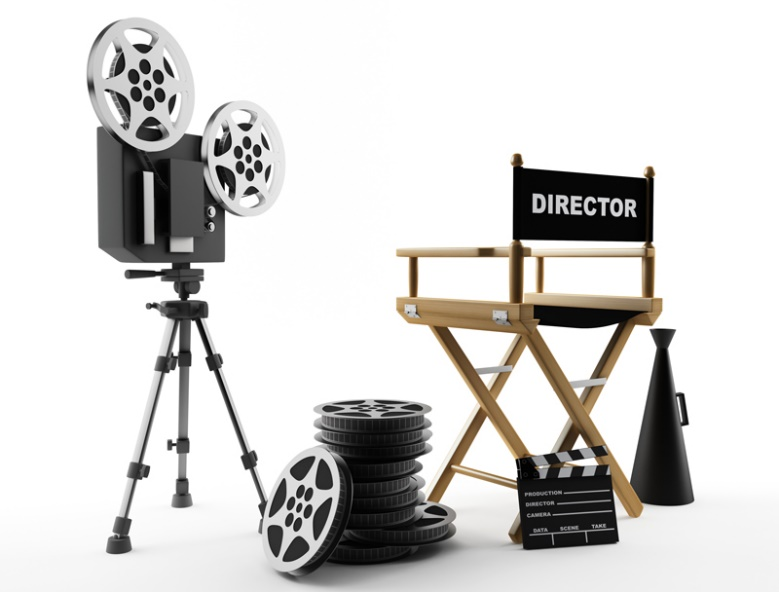 DIRECTOR
PRODUCTION
DIRECTOR
CAMERA
DATA SCENE TAKE